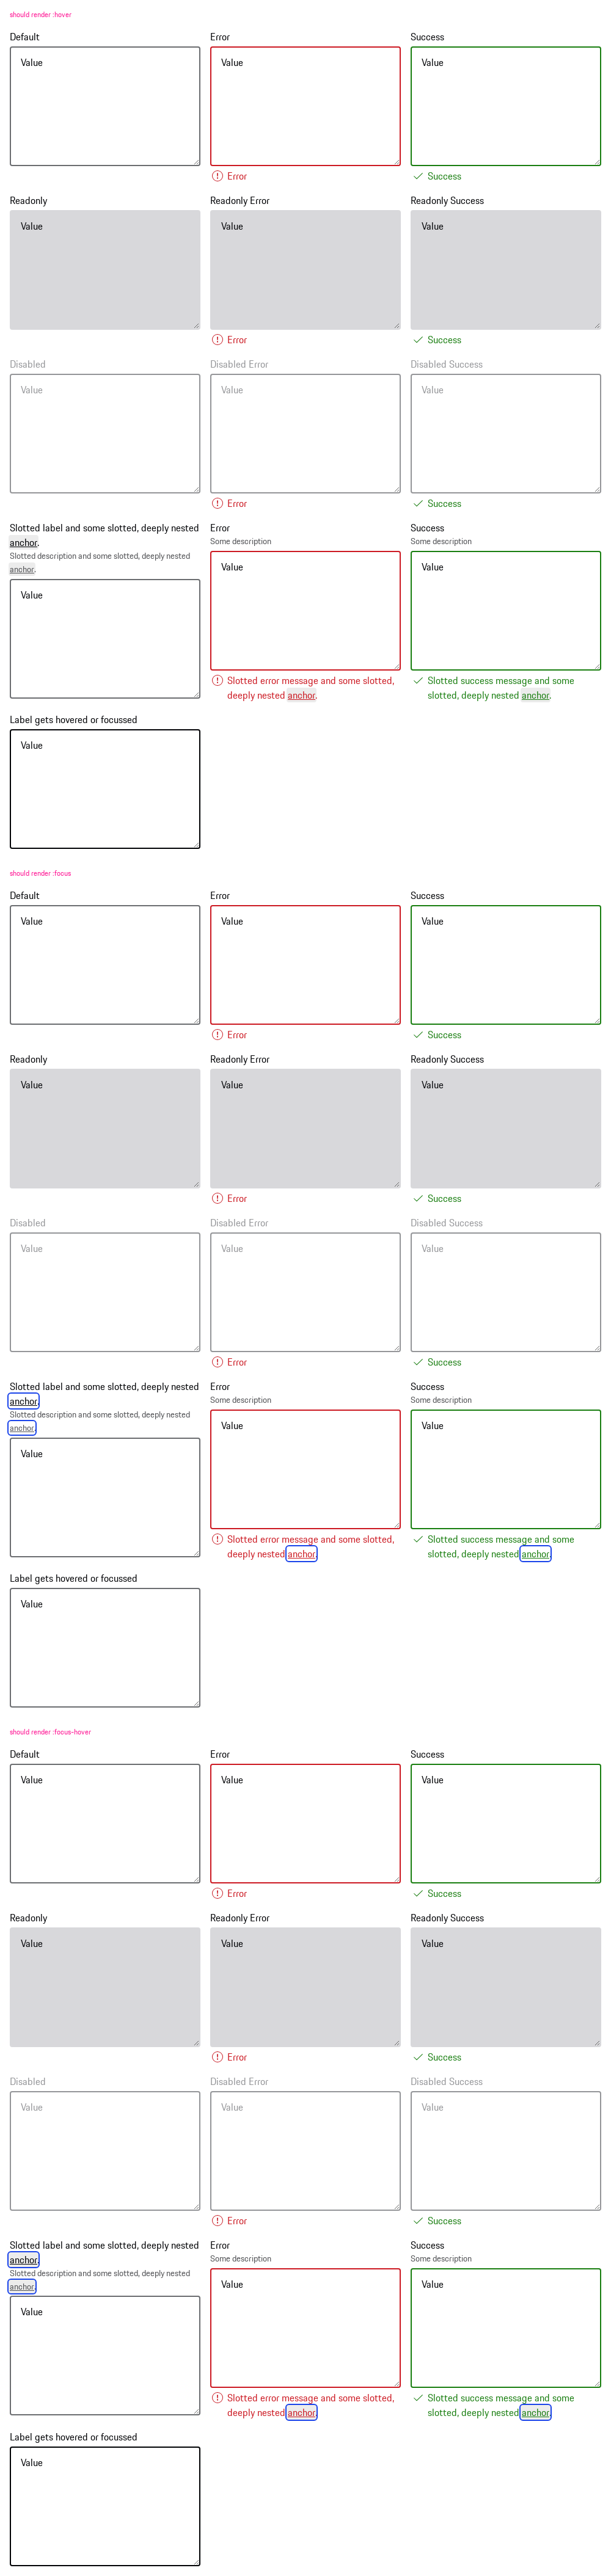 should render :hover
Default
Error
Success
Value
Value
Value
Error
Success
Readonly
Readonly Error
Readonly Success
Value
Value
Value
Error
Success
Disabled
Disabled Error
Disabled Success
Value
Value
Value
Error
Success
Slotted label and some slotted, deeply nested
anchor.
Slotted description and some slotted, deeply nested
anchor.
Value
Error
Some description
Value
Slotted error message and some slotted,
deeply nested anchor.
Success
Some description
Value
Slotted success message and some
slotted, deeply nested anchor.
Label gets hovered or focussed
Value
should render :focus
Default
Error
Success
Value
Value
Value
Error
Success
Readonly
Readonly Error
Readonly Success
Value
Value
Value
Error
Success
Disabled
Disabled Error
Disabled Success
Value
Value
Value
Error
Success
Slotted label and some slotted, deeply nested
anchor.
Slotted description and some slotted, deeply nested
anchor.
Value
Error
Some description
Value
Slotted error message and some slotted,
deeply nested anchor.
Success
Some description
Value
Slotted success message and some
slotted, deeply nested anchor.
Label gets hovered or focussed
Value
should render :focus-hover
Default
Error
Success
Value
Value
Value
Error
Success
Readonly
Readonly Error
Readonly Success
Value
Value
Value
Error
Success
Disabled
Disabled Error
Disabled Success
Value
Value
Value
Error
Success
Slotted label and some slotted, deeply nested
anchor.
Slotted description and some slotted, deeply nested
anchor.
Value
Error
Some description
Value
Slotted error message and some slotted,
deeply nested anchor.
Success
Some description
Value
Slotted success message and some
slotted, deeply nested anchor.
Label gets hovered or focussed
Value